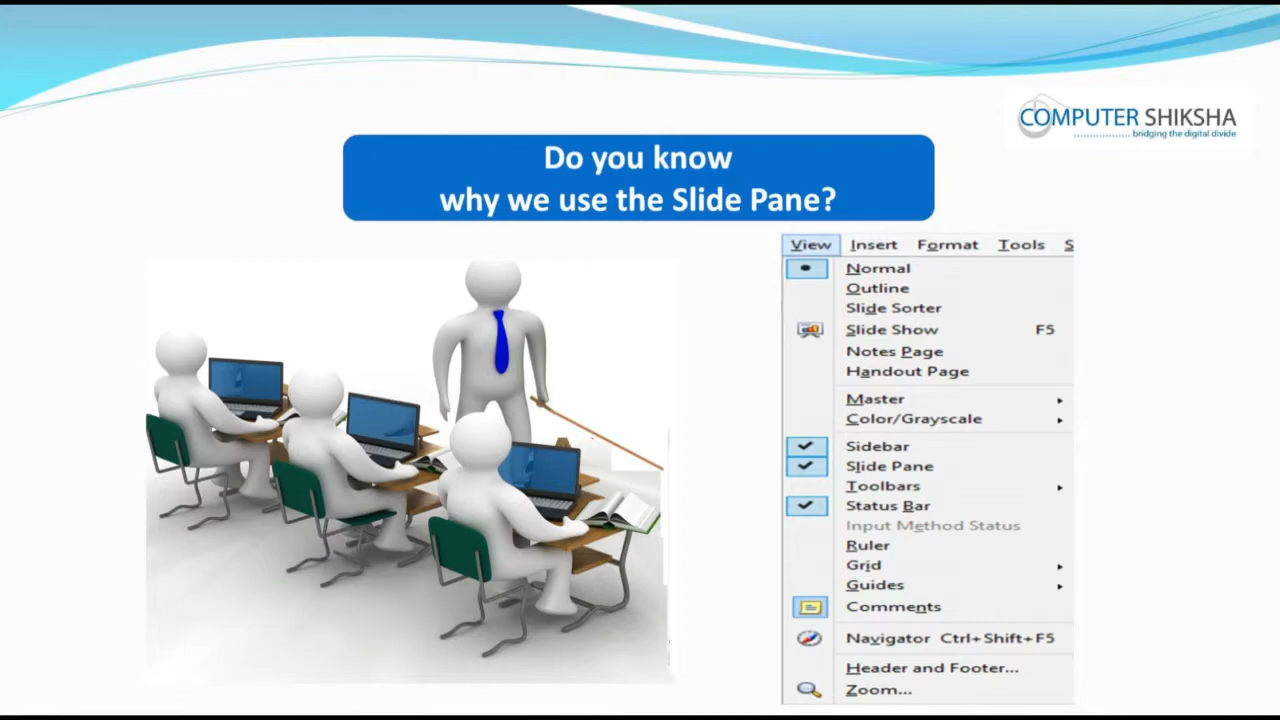 COMPUTER SHIKSHA
bridging the digital divide
Do you know
why we use the Slide Pane?
View Insert Format Tools S
Normal
Outline
Slide Sorter
Slide Show F5
Notes Page
Handout Page
Master
Color/Grayscale
Sidebar
Slide Pane
Toolbars
Status Bar
Input Method Status
Ruler
Grid
Guides
Comments
Navigator Ctrl+Shift+F5
Header and Footer...
Zoom...